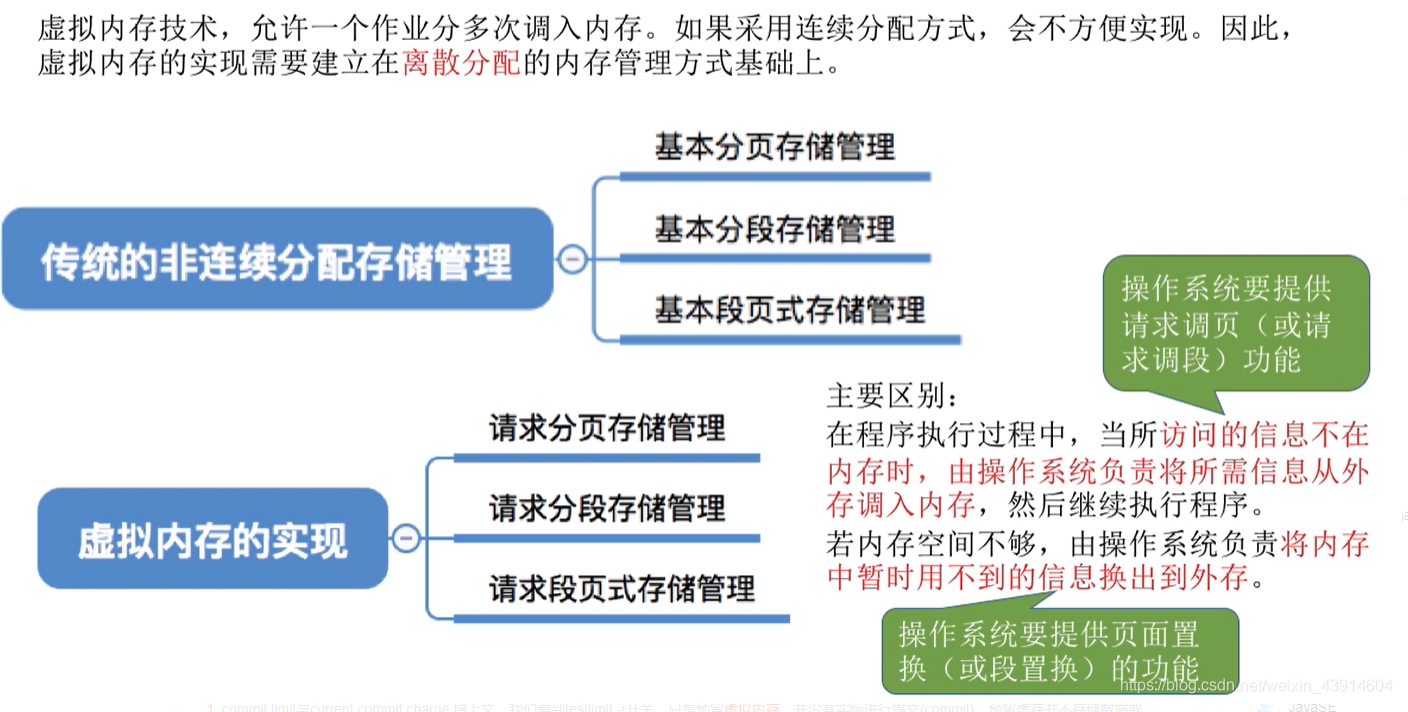 虚拟内存技术，允许一个作业分多次调入内存。如果采用连续分配方式，会不方便实现。因此，
虚拟内存的实现需要建立在离散分配的内存管理方式基础上。
基本分页存储管理
基本分段存储管理
基本段页式存储管理
传统的非连续分配存储管理
操作系统要提供
请求调页（或请
求调段）功能
请求分页存储管理
请求分段存储管理
请求段页式存储管理
虚拟内存的实现
主要区别：
在程序执行过程中，当所访问的信息不在
内存时，由操作系统负责将所需信息从外
存调入内存，然后继续执行程序。
若内存空间不够，由操作系统负责将内存
中暂时用不到的信息换出到外存。
操作系统要提供页面置
换（或段置换）的功能
https://blog.csdn.net/weixin_43914604
JavaSE